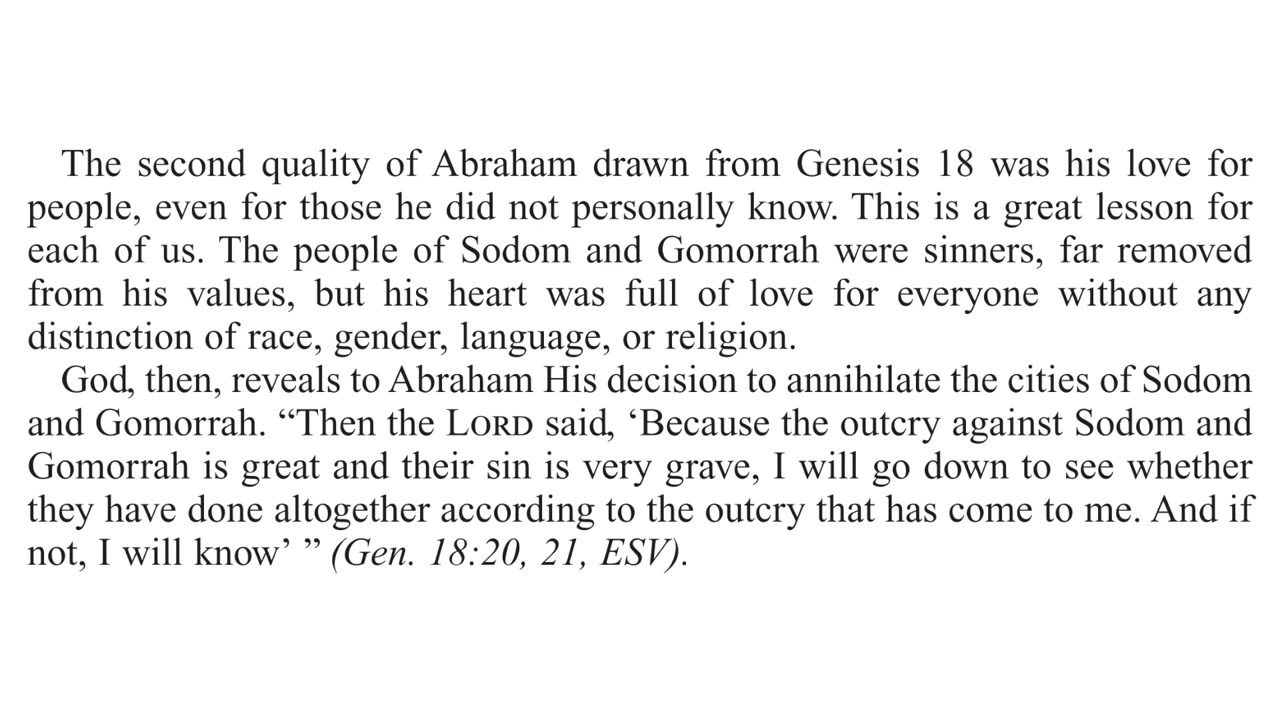 The second quality of Abraham drawn from Genesis 18 was his love for
people, even for those he did not personally know. This is a great lesson for
each of us. The people of Sodom and Gomorrah were sinners, far removed
from his values, but his heart was full of love for everyone without any
distinction of race, gender, language, or religion.
God, then, reveals to Abraham His decision to annihilate the cities of Sodom
and Gomorrah. “Then the LORD said, ‘Because the outcry against Sodom and
Gomorrah is great and their sin is very grave, I will go down to see whether
they have done altogether according to the outcry that has come to me. And if
not, I will know’ ” (Gen. 18:20, 21, ESV).